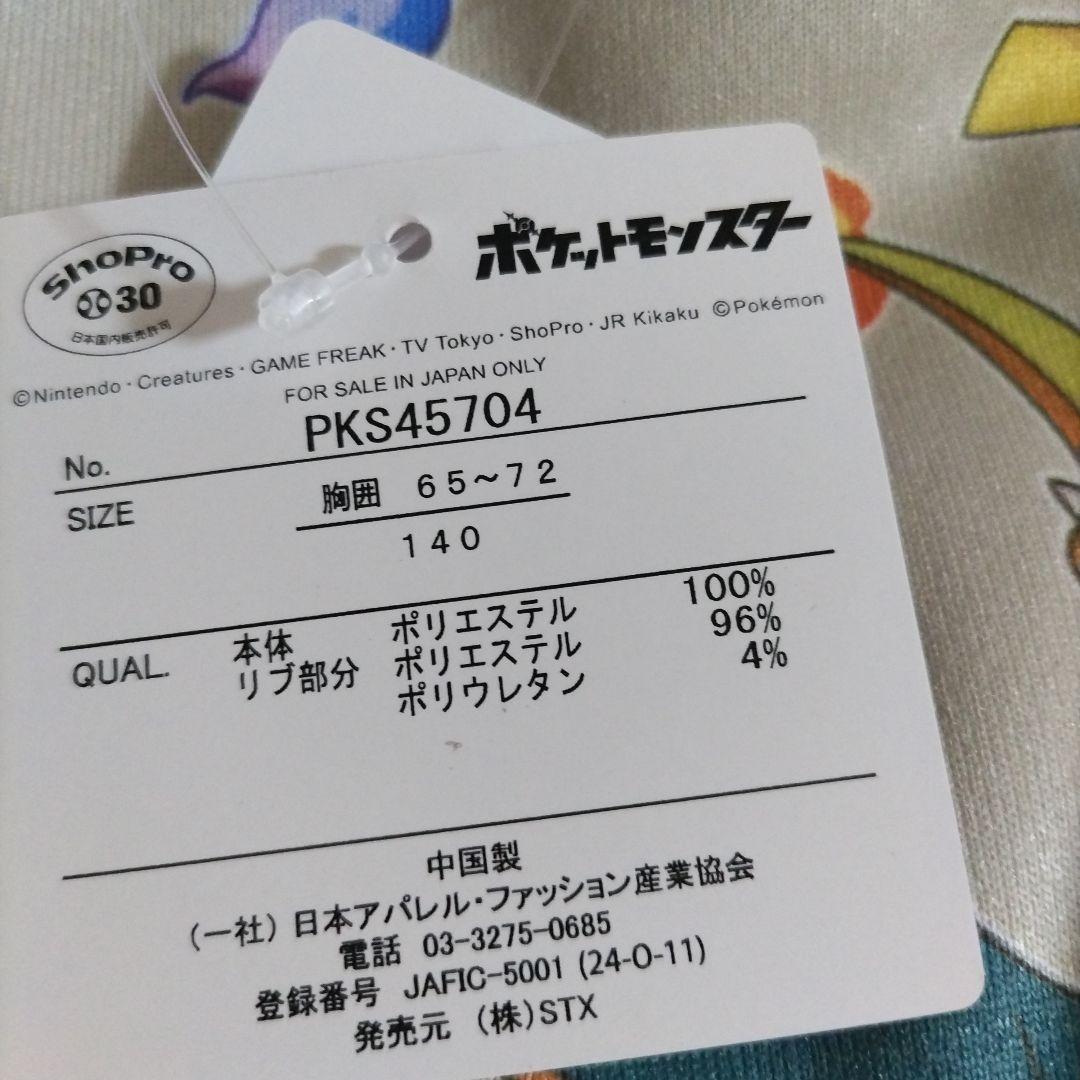 ShoPro
30
日本国内販売許可
ポケットモンスター
©Nintendo・Creatures・GAME FREAK・TV Tokyo・ShoPro・JR Kikaku ©Pokémon
FOR SALE IN JAPAN ONLY
No. PKS45704
SIZE 胸囲 65~72
140
QUAL. 本体 ポリエステル 100%
リブ部分 ポリエステル 96%
ポリウレタン 4%
中国製
(一社) 日本アパレル・ファッション産業協会
電話 03-3275-0685
登録番号 JAFIC-5001 (24-O-11)
発売元 (株)STX